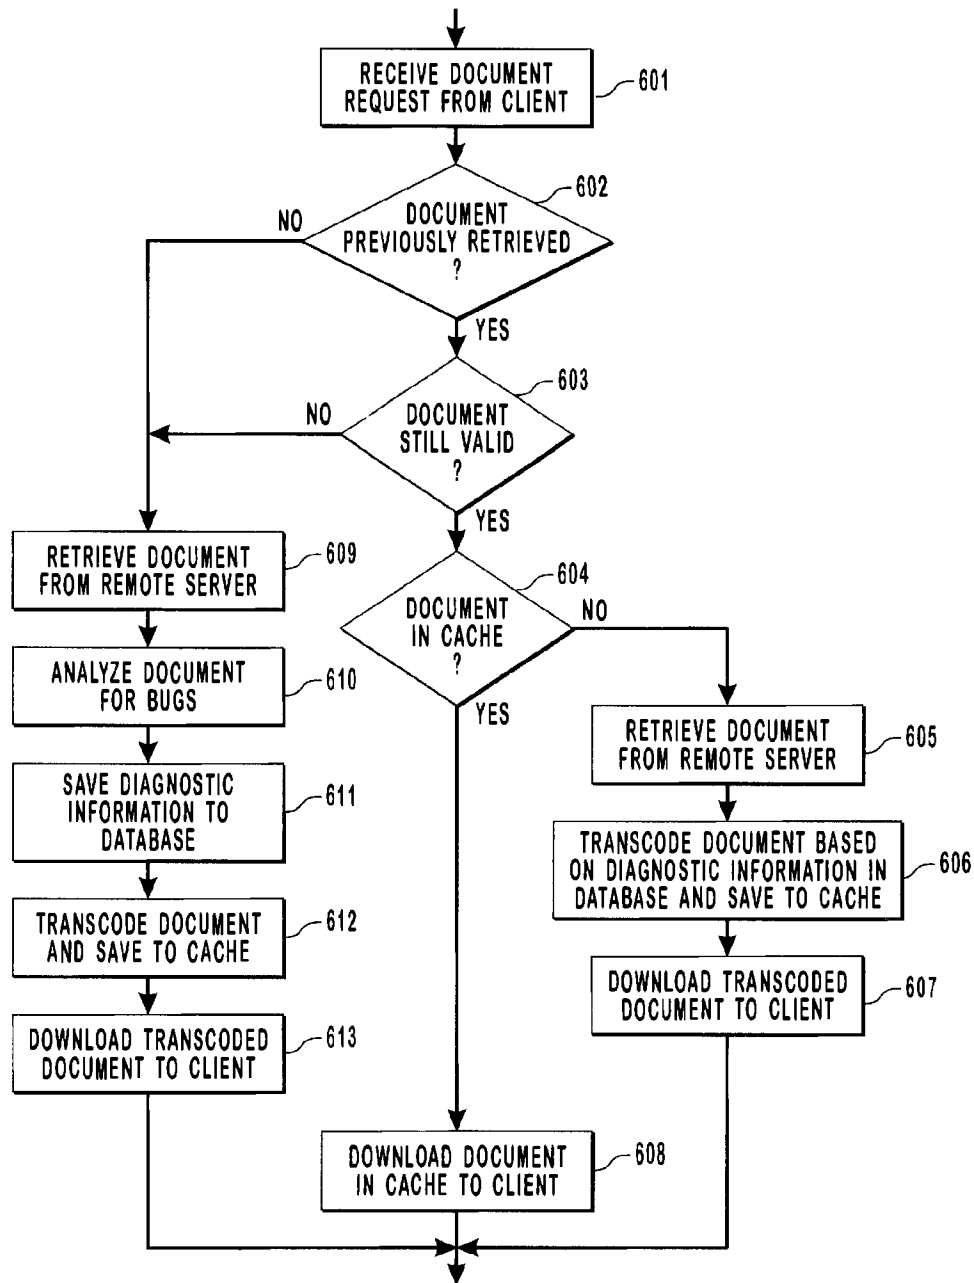 RECEIVE DOCUMENT
REQUEST FROM CLIENT
601
602
DOCUMENT
PREVIOUSLY RETRIEVED
?
NO
YES
603
DOCUMENT
STILL VALID
?
NO
YES
604
DOCUMENT
IN CACHE
?
NO
YES
RETRIEVE DOCUMENT
FROM REMOTE SERVER
609
ANALYZE DOCUMENT
FOR BUGS
610
SAVE DIAGNOSTIC
INFORMATION TO
DATABASE
611
TRANSCODE DOCUMENT
AND SAVE TO CACHE
612
DOWNLOAD TRANSCODED
DOCUMENT TO CLIENT
613
RETRIEVE DOCUMENT
FROM REMOTE SERVER
605
TRANSCODE DOCUMENT BASED
ON DIAGNOSTIC INFORMATION IN
DATABASE AND SAVE TO CACHE
606
DOWNLOAD TRANSCODED
DOCUMENT TO CLIENT
607
DOWNLOAD DOCUMENT
IN CACHE TO CLIENT
608